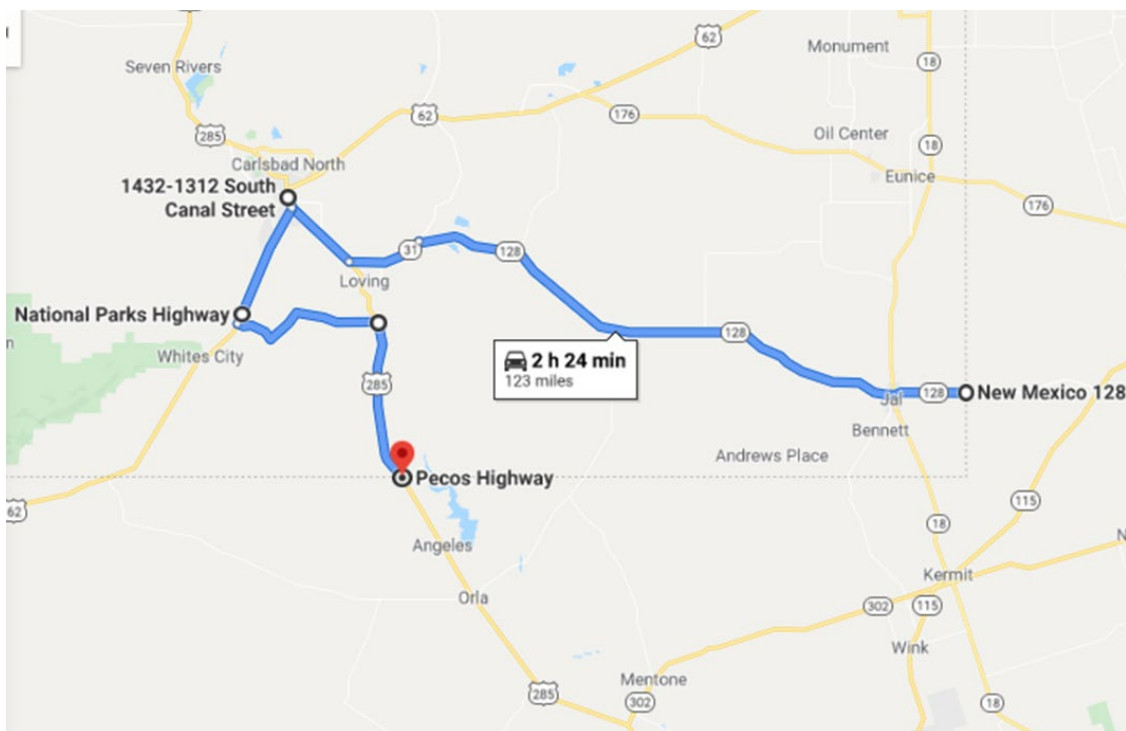 62
Monument
18
Seven Rivers
62
176
285
Oil Center
18
Carlsbad North
Eunice
1432-1312 South
Canal Street
176
31
128
Loving
National Parks Highway
128
Whites City
2 h 24 min
123 miles
285
Jal
128
New Mexico 128
Bennett
Andrews Place
Pecos Highway
115
62
18
Angeles
Kermit
Orla
302
115
Wink
Mentone
285
302
18